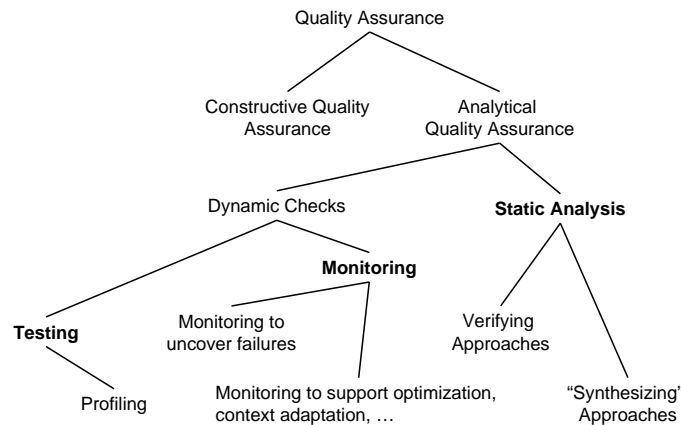 Quality Assurance
Constructive Quality
Assurance
Analytical
Quality Assurance
Dynamic Checks
Static Analysis
Monitoring
Testing
Monitoring to
uncover failures
Verifying
Approaches
Profiling
Monitoring to support optimization,
context adaptation, …
“Synthesizing”
Approaches